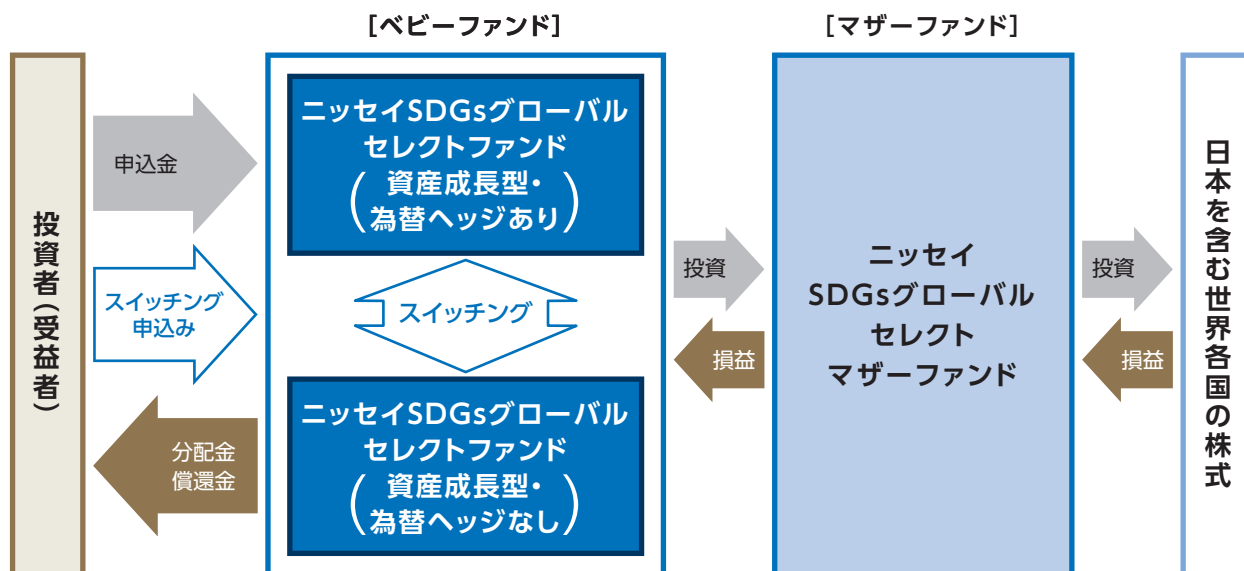 [ベビーファンド]
[マザーファンド]
投資者(受益者)
申込金
スイッチング
申込み
分配金
償還金
ニッセイSDGsグローバル
セレクトファンド
(資産成長型・
為替ヘッジあり)
スイッチング
ニッセイSDGsグローバル
セレクトファンド
(資産成長型・
為替ヘッジなし)
投資
損益
ニッセイ
SDGsグローバル
セレクト
マザーファンド
投資
損益
日本を含む世界各国の株式